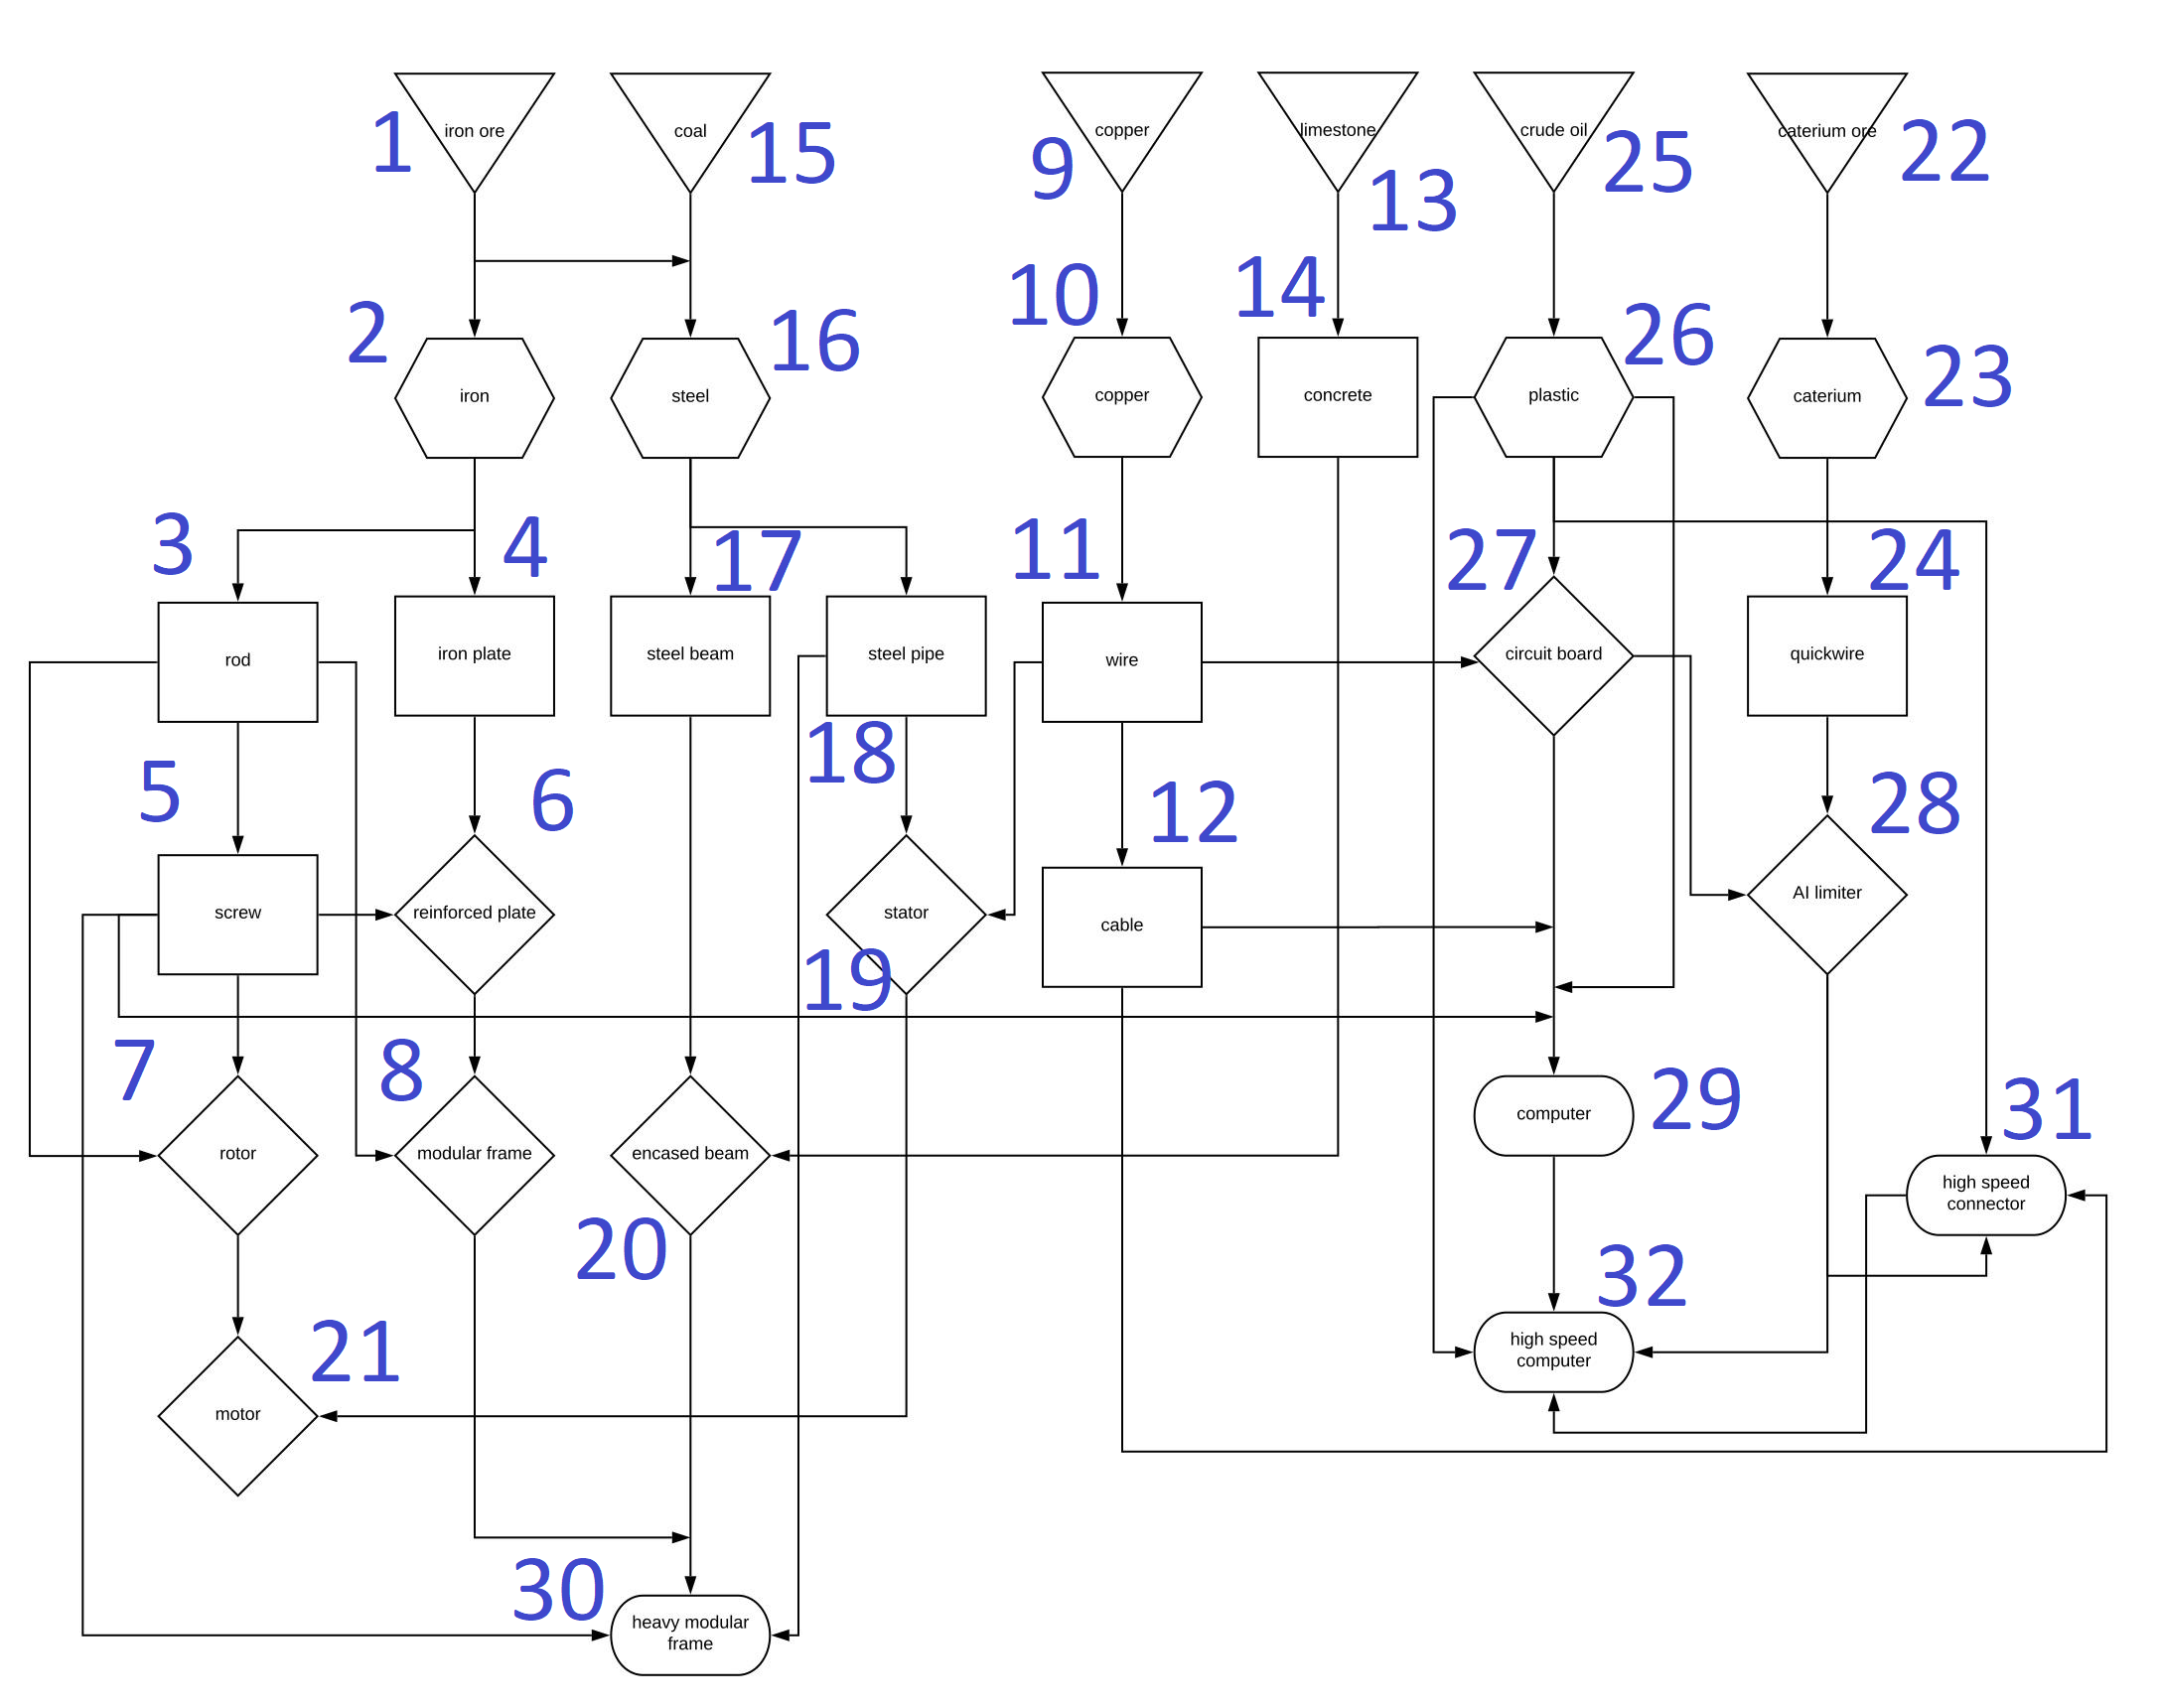 1
iron ore
coal
15
copper
9
limestone
13
crude oil
25
caterium ore
22
2
iron
steel
16
10
copper
14
concrete
plastic
26
caterium
23
3
4
17
11
27
24
rod
iron plate
steel beam
steel pipe
wire
circuit board
quickwire
5
6
18
12
28
screw
reinforced plate
stator
19
cable
AI limiter
7
8
computer
29
31
rotor
modular frame
encased beam
20
high speed
connector
32
21
high speed
computer
motor
30
heavy modular
frame